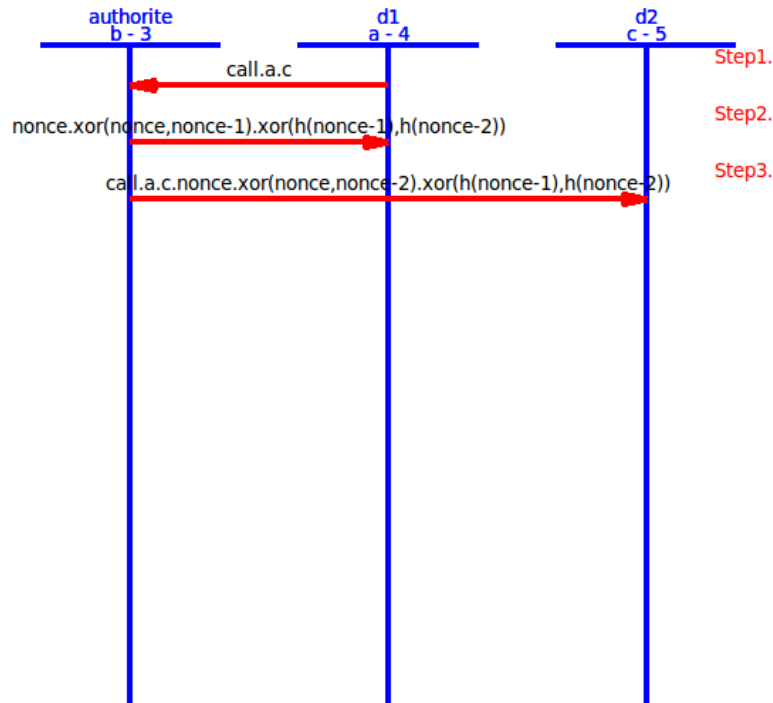 authorite
b - 3
d1
a - 4
d2
c - 5
Step1.
call.a.c
Step2.
nonce.xor(nonce,nonce-1).xor(h(nonce-1),h(nonce-2))
Step3.
call.a.c.nonce.xor(nonce,nonce-2).xor(h(nonce-1),h(nonce-2))